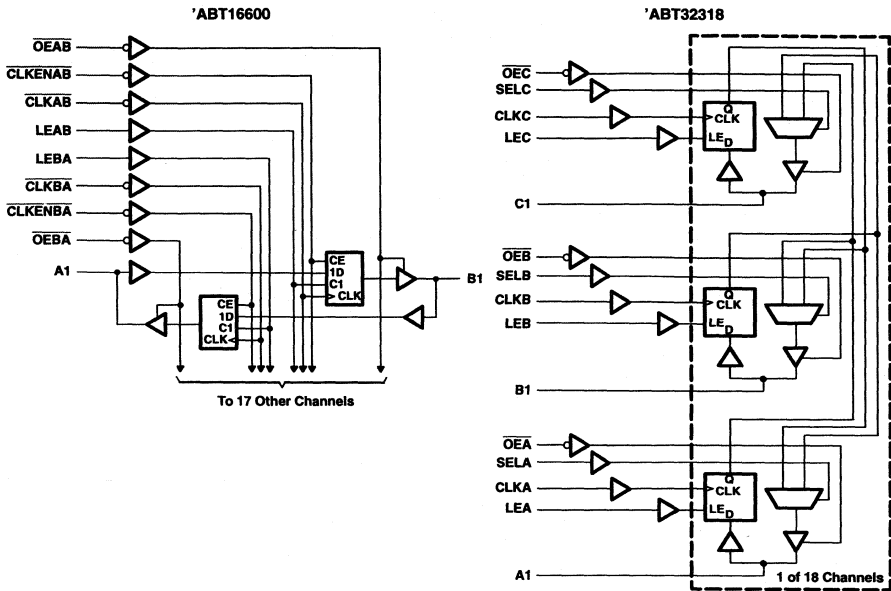 'ABT16600
OEAB
CLKENAB
CLKAB
LEAB
LEBA
CLKBA
CLKENBA
OEBA
A1
CE
1D
C1
CLK
B1
CE
1D
C1
CLK
To 17 Other Channels
'ABT32318
OEC
SELC
CLKC
LEC
Q
CLK
LE
D
C1
OEB
SELB
CLKB
LEB
Q
CLK
LE
D
B1
OEA
SELA
CLKA
LEA
Q
CLK
LE
D
A1
1 of 18 Channels